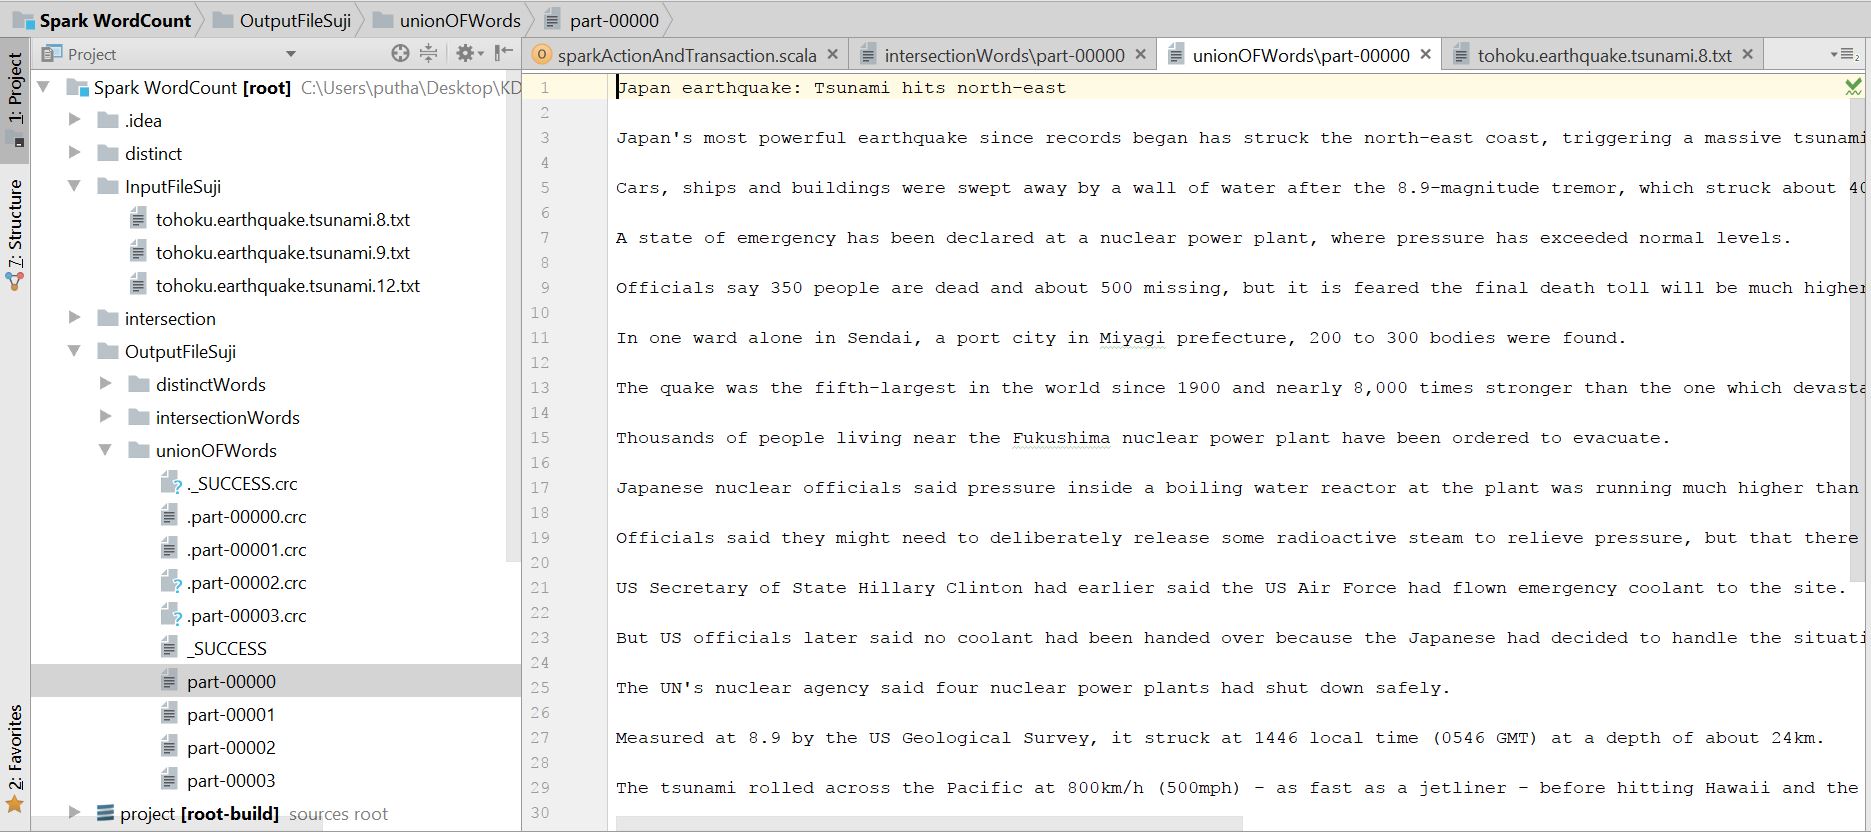 Spark WordCount OutputFileSuji unionOFWords part-00000
1: Project
7: Structure
2: Favorites
Project
Spark WordCount [root] C:\Users\putha\Desktop\KD
.idea
distinct
InputFileSuji
tohoku.earthquake.tsunami.8.txt
tohoku.earthquake.tsunami.9.txt
tohoku.earthquake.tsunami.12.txt
intersection
OutputFileSuji
distinctWords
intersectionWords
unionOFWords
._SUCCESS.crc
.part-00000.crc
.part-00001.crc
.part-00002.crc
.part-00003.crc
_SUCCESS
part-00000
part-00001
part-00002
part-00003
project [root-build] sources root
sparkActionAndTransaction.scala intersectionWords\part-00000 unionOFWords\part-00000 tohoku.earthquake.tsunami.8.txt 2
1 Japan earthquake: Tsunami hits north-east
2
3 Japan's most powerful earthquake since records began has struck the north-east coast, triggering a massive tsunami
4
5 Cars, ships and buildings were swept away by a wall of water after the 8.9-magnitude tremor, which struck about 40
6
7 A state of emergency has been declared at a nuclear power plant, where pressure has exceeded normal levels.
8
9 Officials say 350 people are dead and about 500 missing, but it is feared the final death toll will be much higher
10
11 In one ward alone in Sendai, a port city in Miyagi prefecture, 200 to 300 bodies were found.
12
13 The quake was the fifth-largest in the world since 1900 and nearly 8,000 times stronger than the one which devasta
14
15 Thousands of people living near the Fukushima nuclear power plant have been ordered to evacuate.
16
17 Japanese nuclear officials said pressure inside a boiling water reactor at the plant was running much higher than
18
19 Officials said they might need to deliberately release some radioactive steam to relieve pressure, but that there
20
21 US Secretary of State Hillary Clinton had earlier said the US Air Force had flown emergency coolant to the site.
22
23 But US officials later said no coolant had been handed over because the Japanese had decided to handle the situati
24
25 The UN's nuclear agency said four nuclear power plants had shut down safely.
26
27 Measured at 8.9 by the US Geological Survey, it struck at 1446 local time (0546 GMT) at a depth of about 24km.
28
29 The tsunami rolled across the Pacific at 800km/h (500mph) - as fast as a jetliner - before hitting Hawaii and the
30